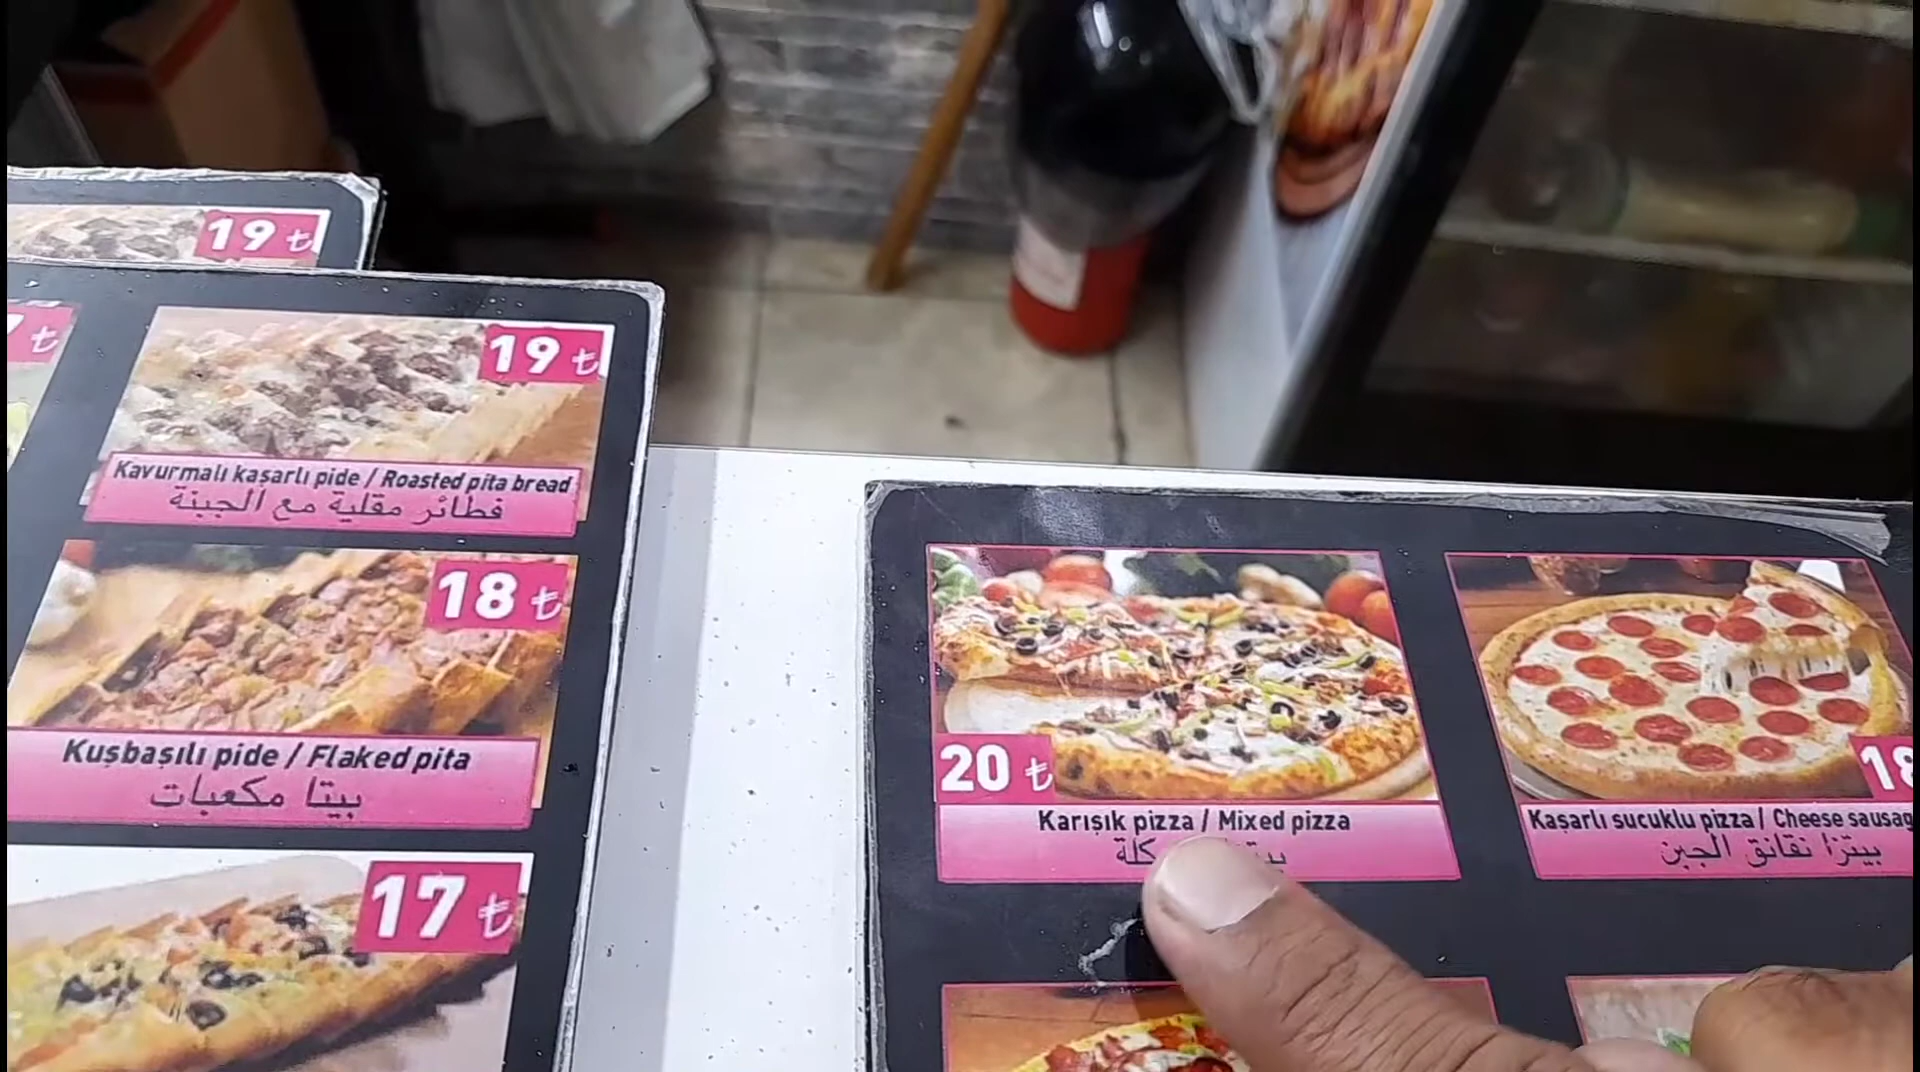 19 ₺
₺
19 ₺
Kavurmalı kaşarlı pide / Roasted pita bread
فطائر مقلية مع الجبنة
18 ₺
Kuşbaşılı pide / Flaked pita
بيتا مكعبات
17 ₺
20 ₺
Karışık pizza / Mixed pizza
18
Kaşarlı sucuklu pizza / Cheese sausag
بيتزا نقانق الجبن